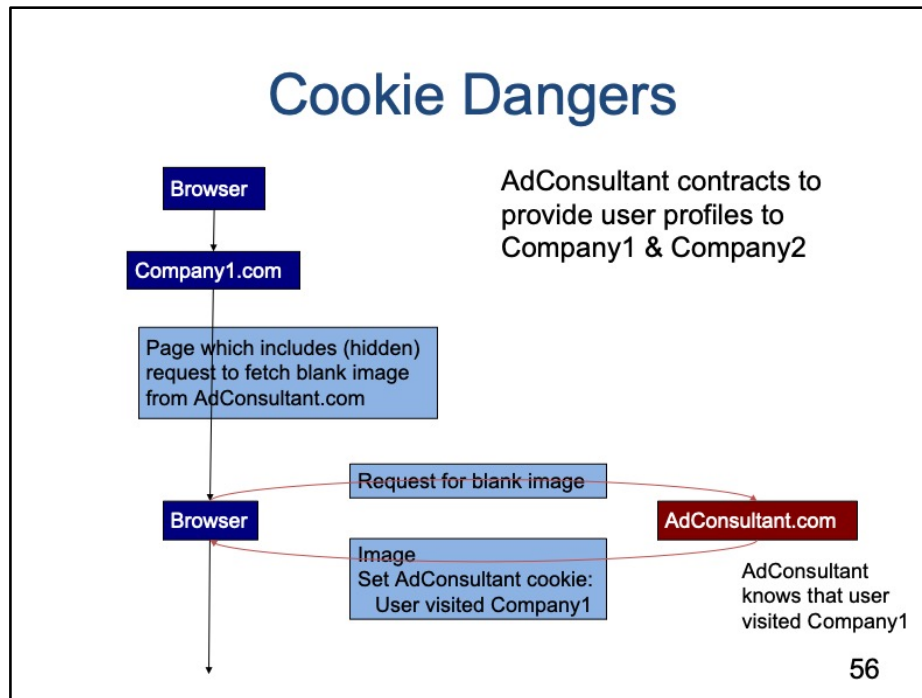 Cookie Dangers
Browser
AdConsultant contracts to
provide user profiles to
Company1 & Company2
Company1.com
Page which includes (hidden)
request to fetch blank image
from AdConsultant.com
Request for blank image
Browser
AdConsultant.com
Image
Set AdConsultant cookie:
User visited Company1
AdConsultant
knows that user
visited Company1
56